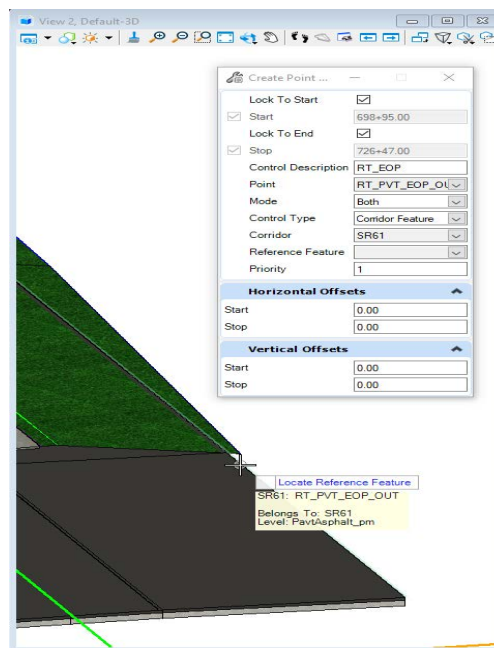 View 2, Default-3D
Create Point ...
Lock To Start
Start 698+95.00
Lock To End
Stop 726+47.00
Control Description RT_EOP
Point RT_PVT_EOP_OU
Mode Both
Control Type Corridor Feature
Corridor SR61
Reference Feature
Priority 1
Horizontal Offsets
Start 0.00
Stop 0.00
Vertical Offsets
Start 0.00
Stop 0.00
Locate Reference Feature
SR61: RT_PVT_EOP_OUT
Belongs To: SR61
Level: PavtAsphalt_pm